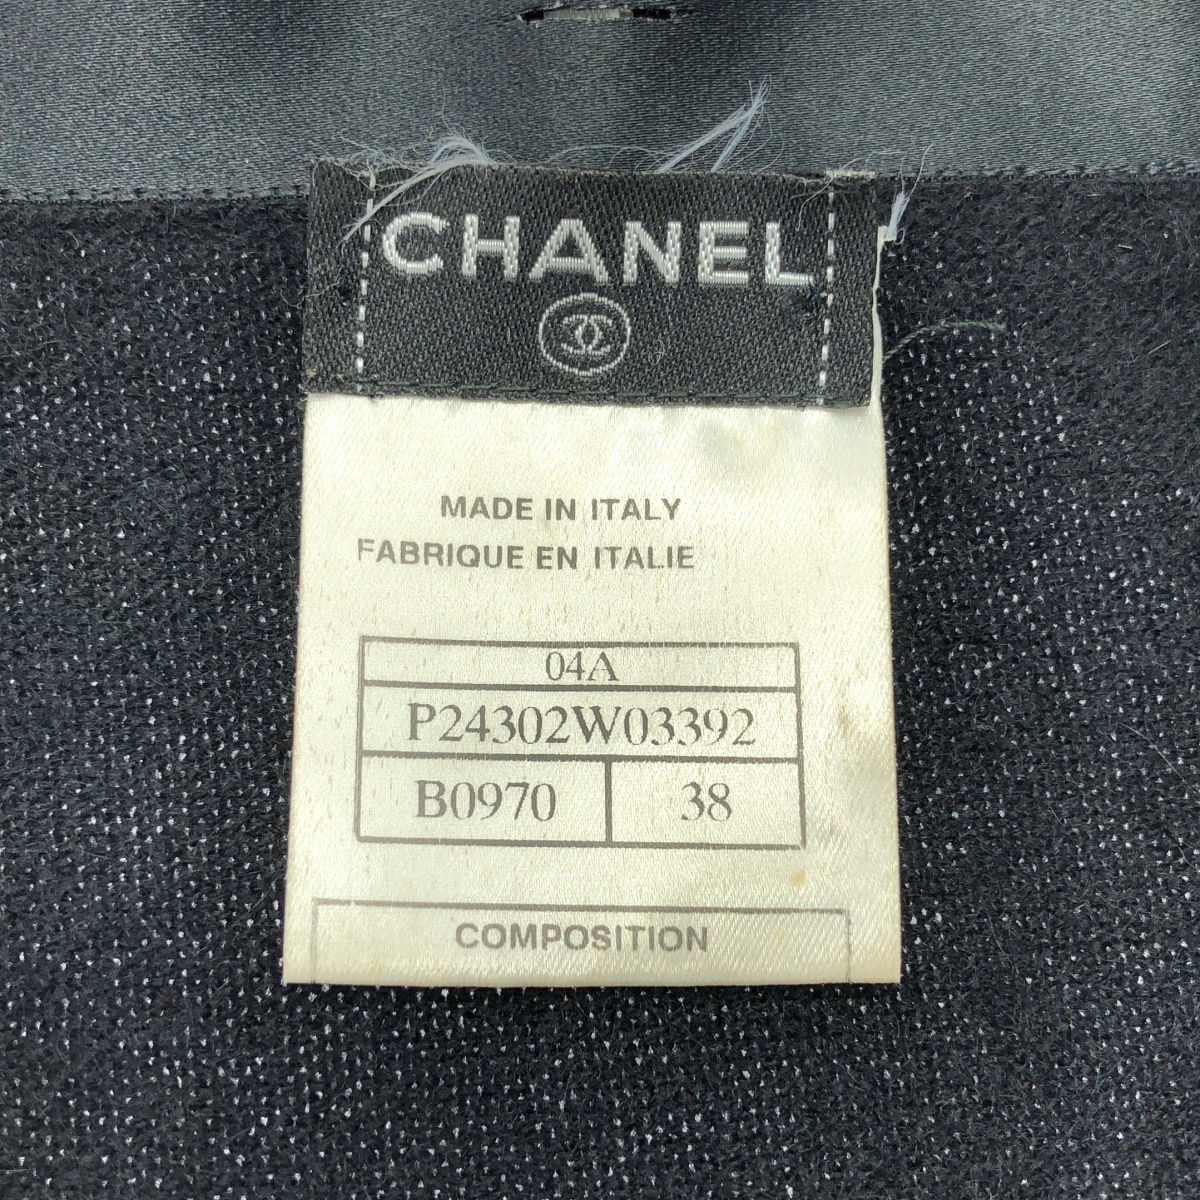 CHANEL
MADE IN ITALY
FABRIQUE EN ITALIE
04A
P24302W03392
B0970 38
COMPOSITION